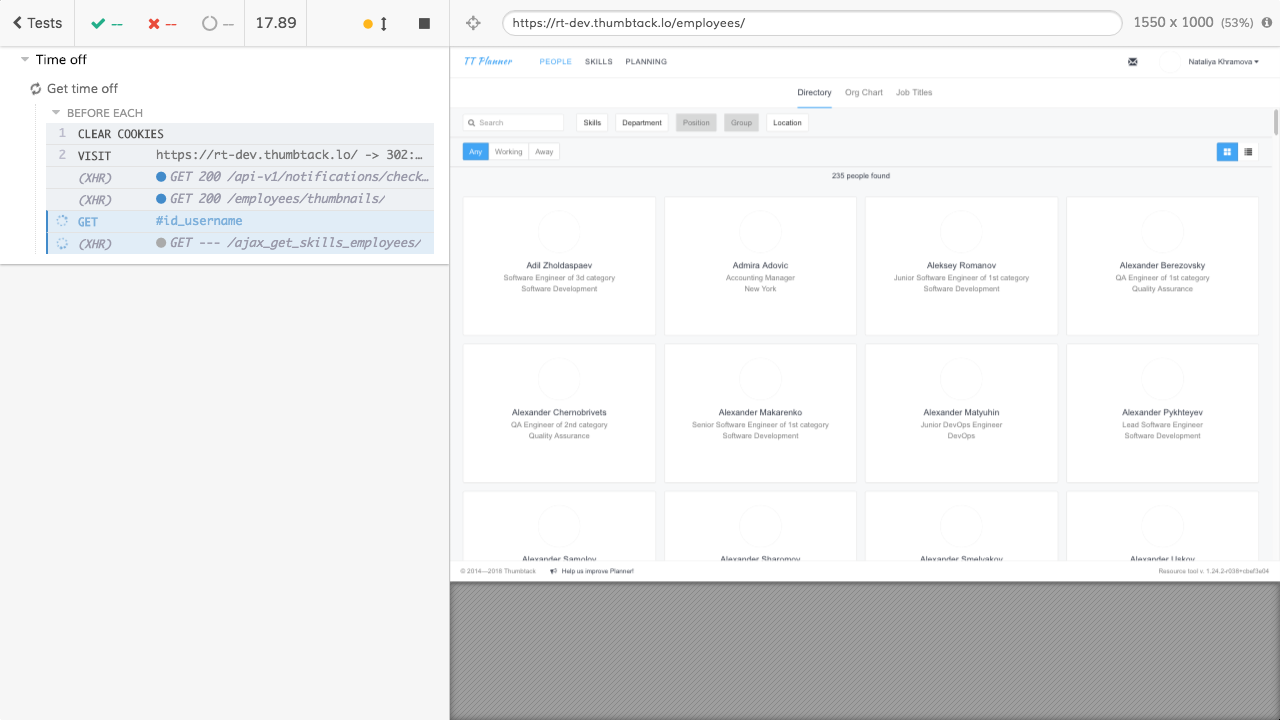 Tests
--
--
--
17.89
https://rt-dev.thumbtack.lo/employees/
1550 x 1000 (53%)
Time off
Get time off
BEFORE EACH
1 CLEAR COOKIES
2 VISIT https://rt-dev.thumbtack.lo/ -> 302:…
(XHR) GET 200 /api-v1/notifications/check…
(XHR) GET 200 /employees/thumbnails/
GET #id_username
(XHR) GET --- /ajax_get_skills_employees/
TT Planner PEOPLE SKILLS PLANNING Nataliya Khramova
Directory Org Chart Job Titles
Search Skills Department Position Group Location
Any Working Away
235 people found
Adil Zholdaspaev
Software Engineer of 3d category
Software Development
Admira Adovic
Accounting Manager
New York
Aleksey Romanov
Junior Software Engineer of 1st category
Software Development
Alexander Berezovsky
QA Engineer of 1st category
Quality Assurance
Alexander Chernobrivets
QA Engineer of 2nd category
Quality Assurance
Alexander Makarenko
Senior Software Engineer of 1st category
Software Development
Alexander Matyuhin
Junior DevOps Engineer
DevOps
Alexander Pykhteyev
Lead Software Engineer
Software Development
Alexander Samolov
Alexander Sharomov
Alexander Smelyakov
Alexander Uskov
© 2014—2018 Thumbtack Help us improve Planner! Resource tool v. 1.24.2-r038+cbaf3e04